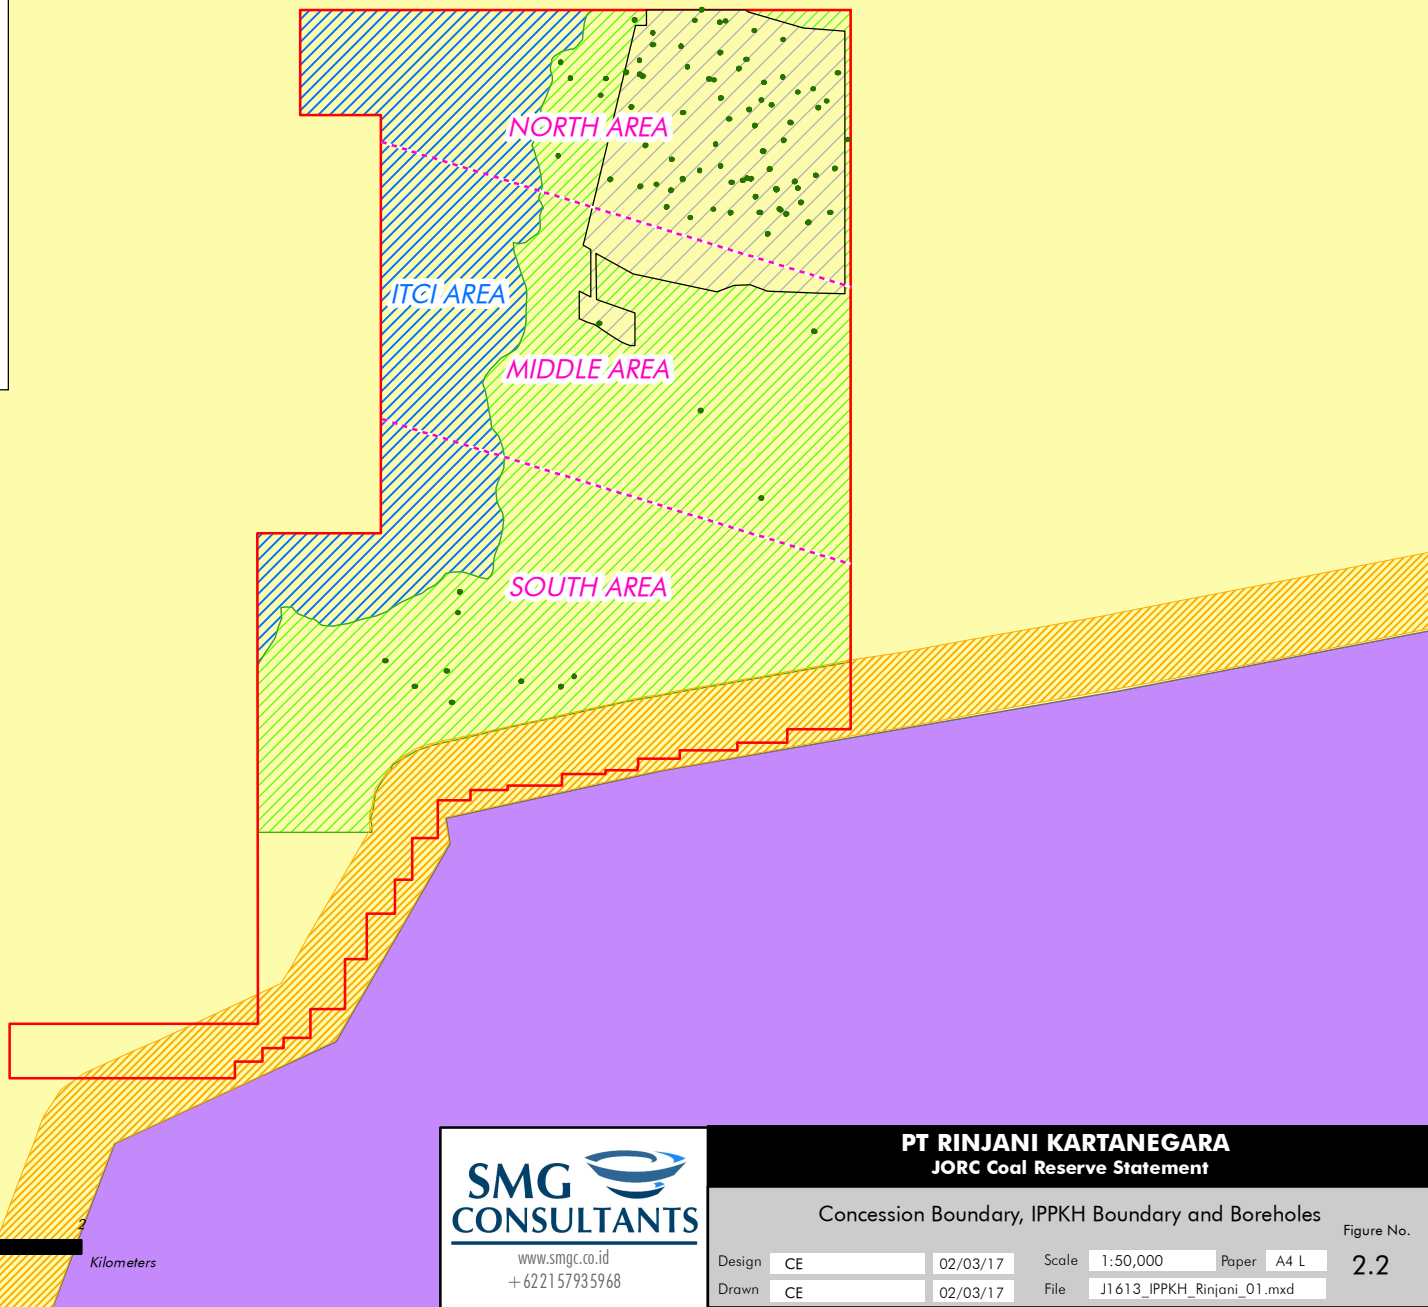 NORTH AREA
ITCI AREA
MIDDLE AREA
SOUTH AREA
2
Kilometers
SMG
CONSULTANTS
www.smgc.co.id
+622157935968
PT RINJANI KARTANEGARA
JORC Coal Reserve Statement
Concession Boundary, IPPKH Boundary and Boreholes
Figure No.
2.2
Design CE 02/03/17 Scale 1:50,000 Paper A4 L
Drawn CE 02/03/17 File J1613_IPPKH_Rinjani_01.mxd